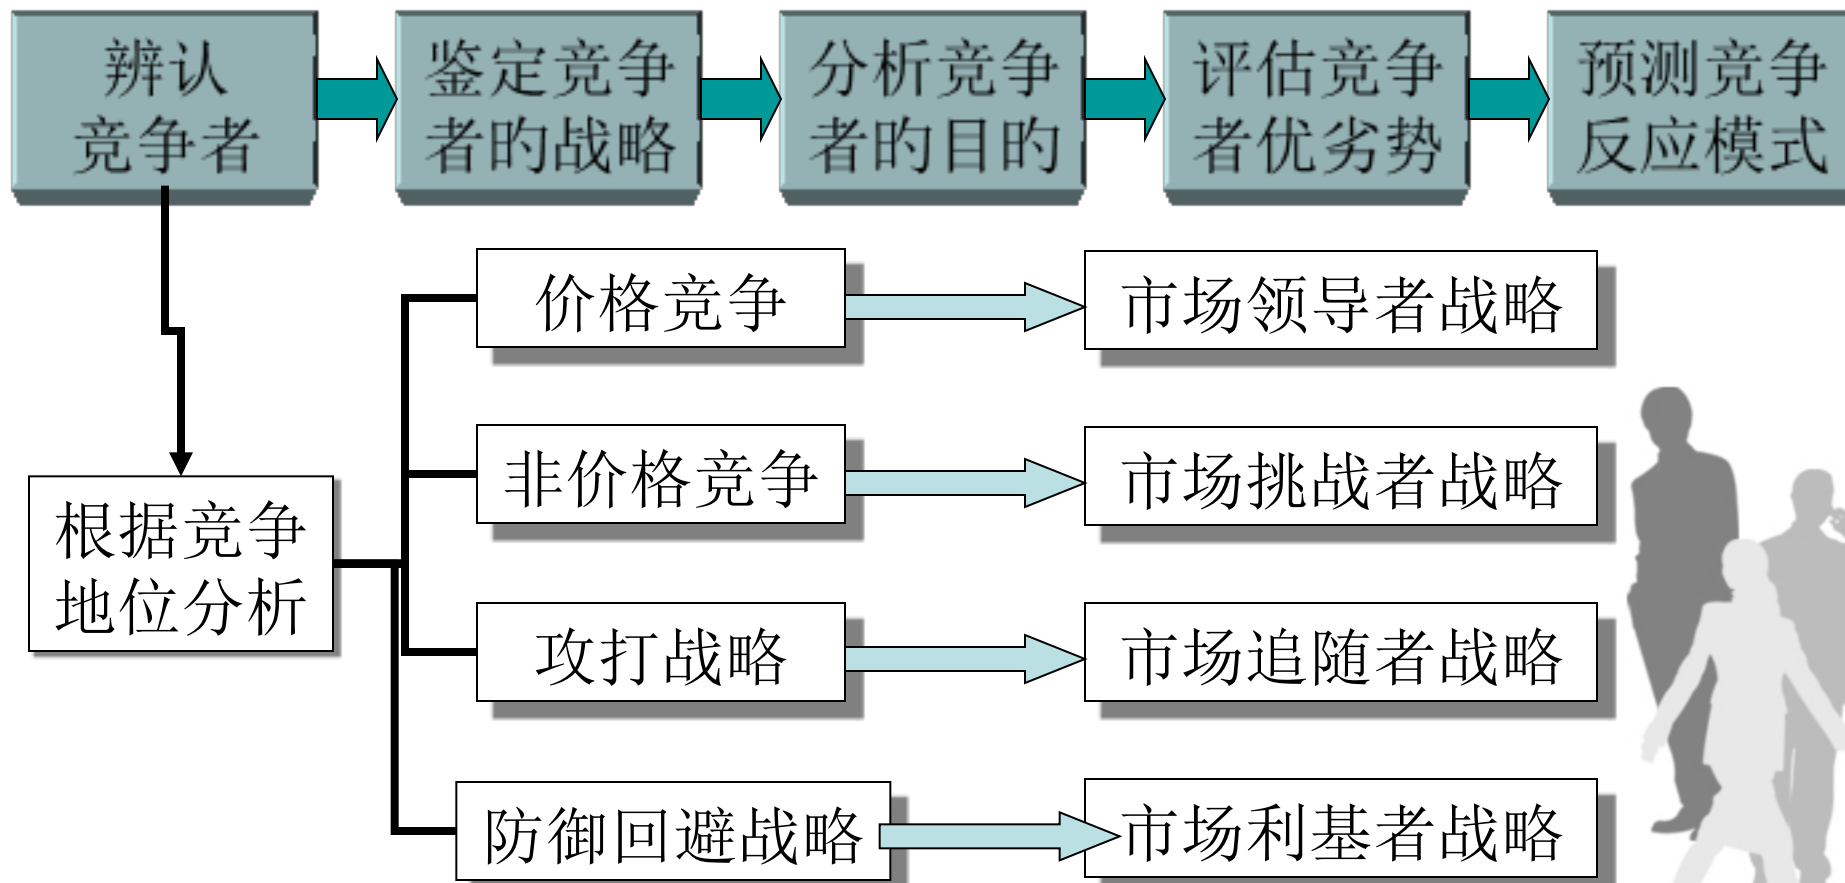 辨认
竞争者
鉴定竞争
者旳战略
分析竞争
者旳目旳
评估竞争
者优劣势
预测竞争
反应模式
价格竞争
市场领导者战略
非价格竞争
市场挑战者战略
根据竞争
地位分析
攻打战略
市场追随者战略
防御回避战略
市场利基者战略